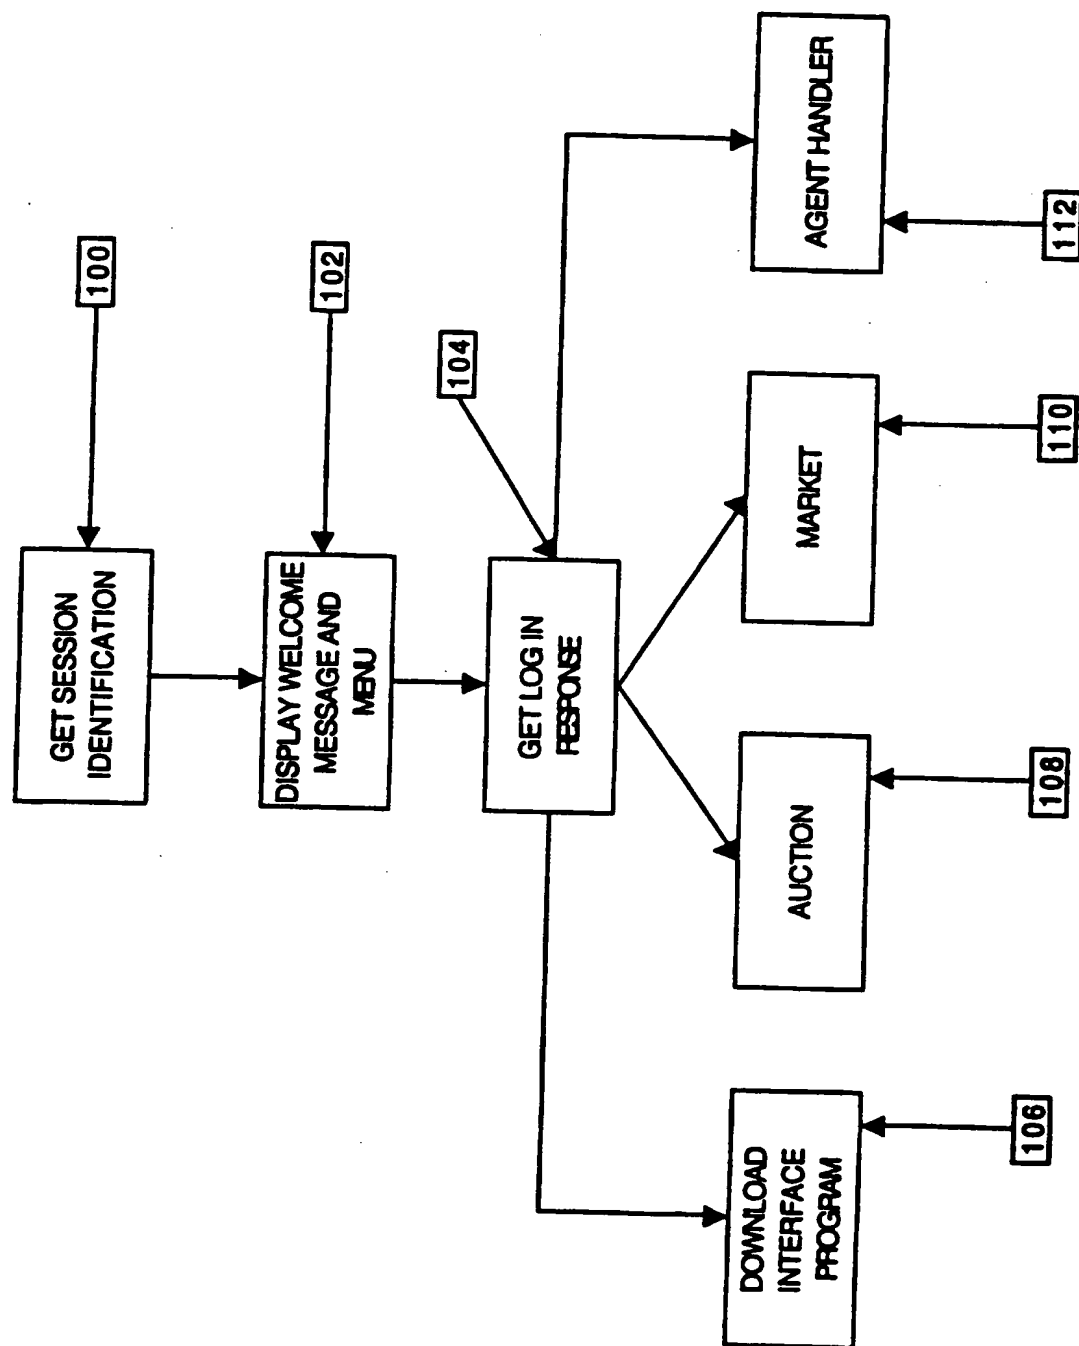 100
GET SESSION
IDENTIFICATION
102
DISPLAY WELCOME
MESSAGE AND
MENU
104
GET LOG IN
RESPONSE
DOWNLOAD
INTERFACE
PROGRAM
106
AUCTION
108
MARKET
110
AGENT HANDLER
112